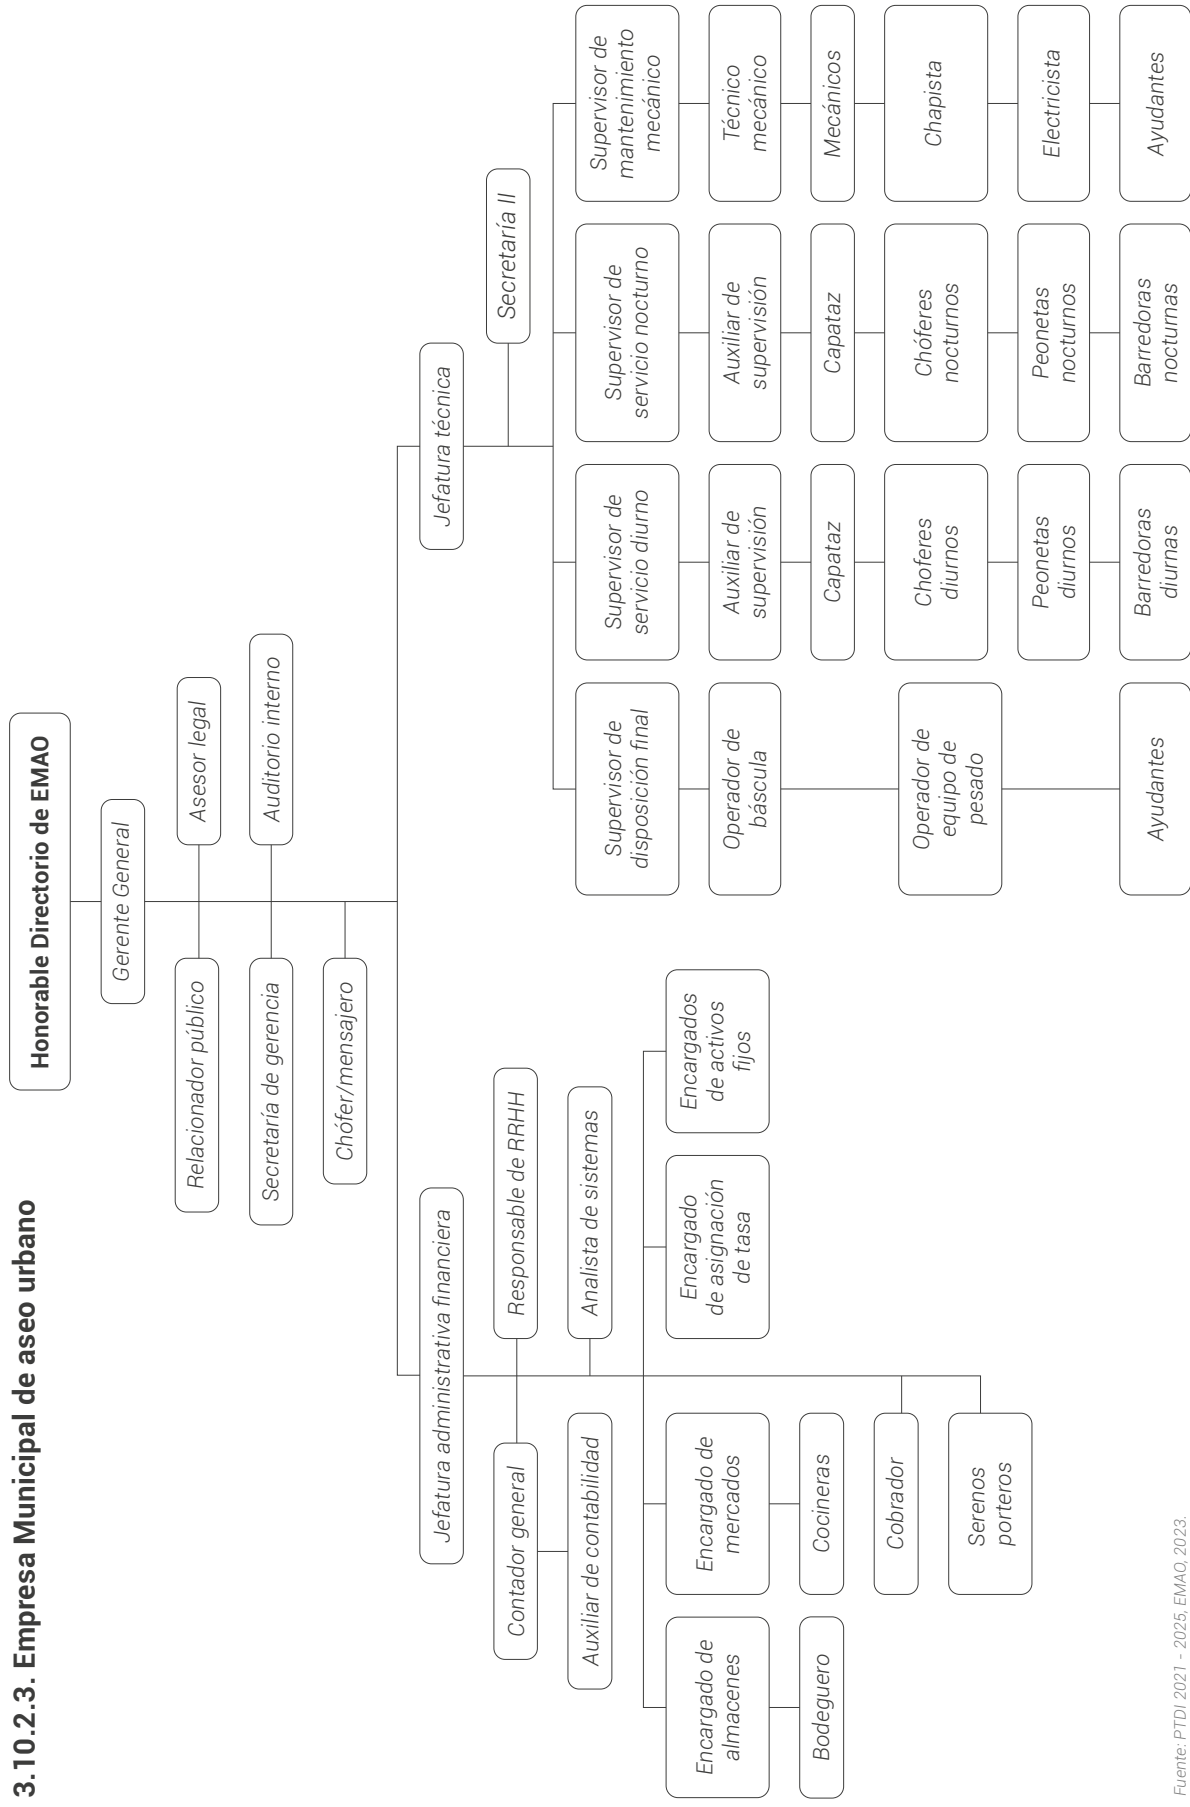 3.10.2.3. Empresa Municipal de aseo urbano
Honorable Directorio de EMAO
Gerente General
Relacionador público
Asesor legal
Secretaría de gerencia
Auditorio interno
Chófer/mensajero
Jefatura administrativa financiera
Contador general
Responsable de RRHH
Auxiliar de contabilidad
Analista de sistemas
Encargado de
almacenes
Encargado de
mercados
Encargado
de asignación
de tasa
Encargados
de activos
fijos
Bodeguero
Cocineras
Cobrador
Serenos
porteros
Jefatura técnica
Secretaría II
Supervisor de
disposición final
Operador de
báscula
Operador de
equipo de
pesado
Ayudantes
Supervisor de
servicio diurno
Auxiliar de
supervisión
Capataz
Choferes
diurnos
Peonetas
diurnos
Barredoras
diurnas
Supervisor de
servicio nocturno
Auxiliar de
supervisión
Capataz
Chóferes
nocturnos
Peonetas
nocturnos
Barredoras
nocturnas
Supervisor de
mantenimiento
mecánico
Técnico
mecánico
Mecánicos
Chapista
Electricista
Ayudantes
Fuente: PTDI 2021 - 2025, EMAO, 2023.